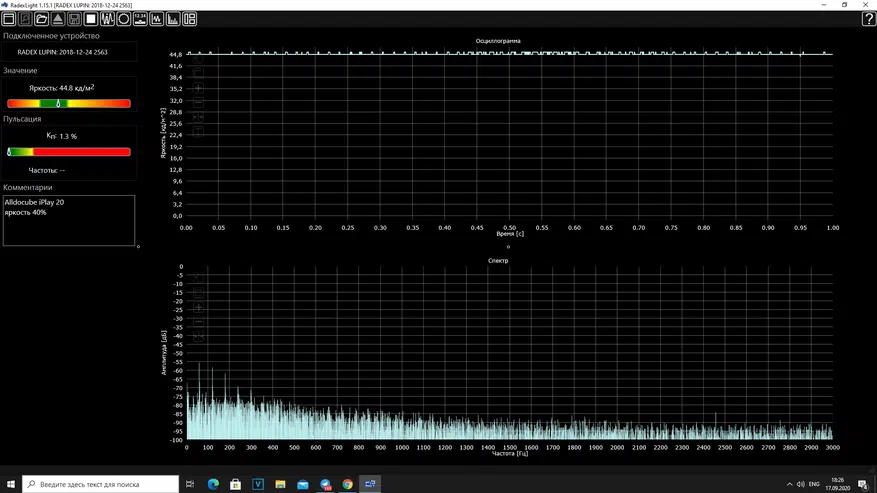 RadexLight 1.15.1 [RADEX LUPIN: 2018-12-24 2563]
Подключенное устройство
RADEX LUPIN: 2018-12-24 2563
Значение
Яркость: 44.8 кд/м2
Пульсация
Кп: 1.3 %
Частоты: --
Комментарии
Alldocube iPlay 20
яркость 40%
Осциллограмма
Яркость [кд/м^2]
44,8
41,6
38,4
35,2
32,0
28,8
25,6
22,4
19,2
16,0
12,8
9,6
6,4
3,2
0,0
0.00 0.05 0.10 0.15 0.20 0.25 0.30 0.35 0.40 0.45 0.50 0.55 0.60 0.65 0.70 0.75 0.80 0.85 0.90 0.95 1.00
Время [с]
Спектр
Амплитуда [дБ]
0
-5
-10
-15
-20
-25
-30
-35
-40
-45
-50
-55
-60
-65
-70
-75
-80
-85
-90
-95
-100
0 100 200 300 400 500 600 700 800 900 1000 1100 1200 1300 1400 1500 1600 1700 1800 1900 2000 2100 2200 2300 2400 2500 2600 2700 2800 2900 3000
Частота [Гц]
Введите здесь текст для поиска
ENG
18:26
17.09.2020